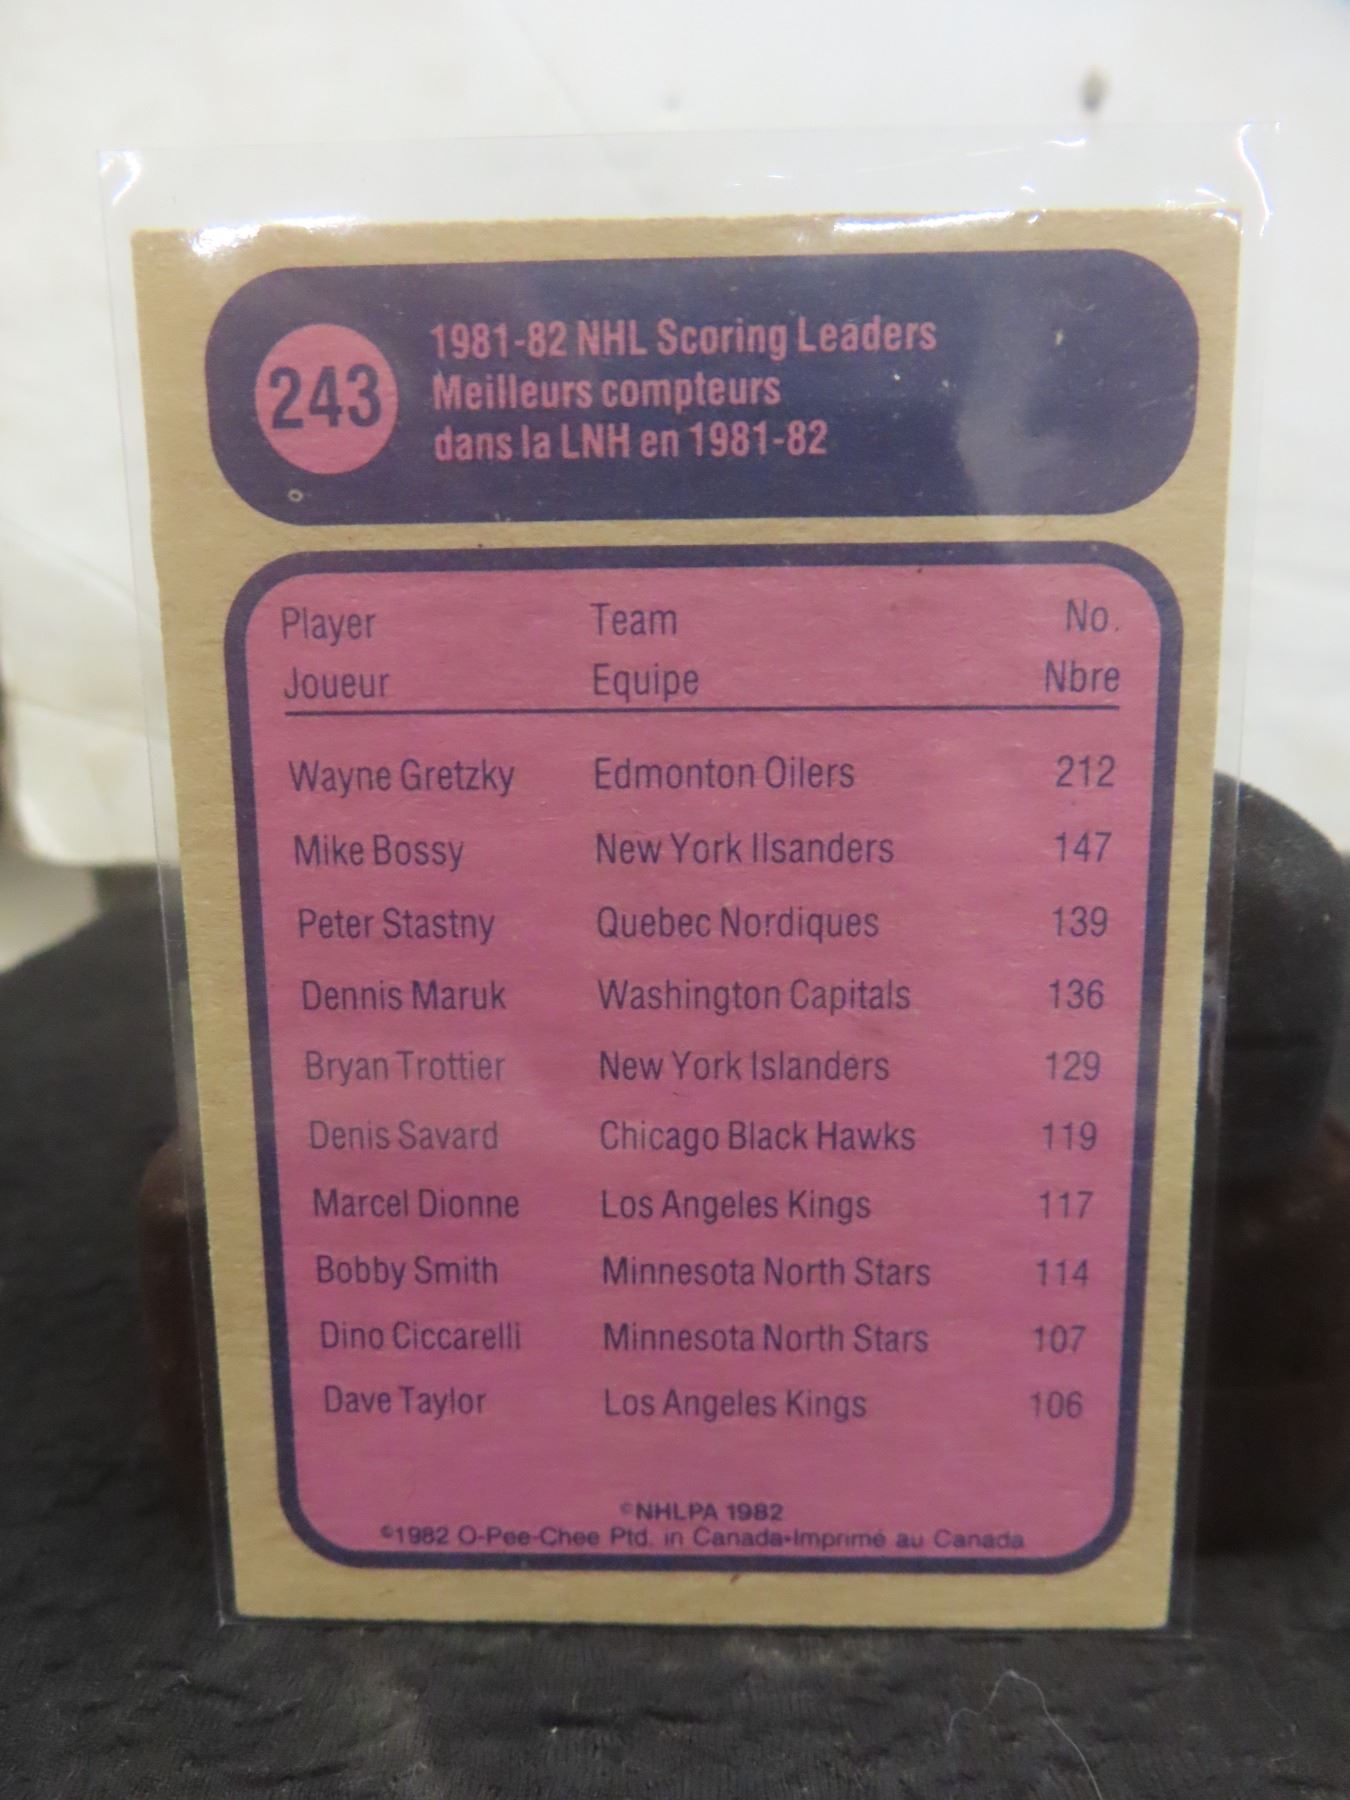 243
1981-82 NHL Scoring Leaders
Meilleurs compteurs
dans la LNH en 1981-82
Player Team No.
Joueur Equipe Nbre
Wayne Gretzky Edmonton Oilers 212
Mike Bossy New York Ilsanders 147
Peter Stastny Quebec Nordiques 139
Dennis Maruk Washington Capitals 136
Bryan Trottier New York Islanders 129
Denis Savard Chicago Black Hawks 119
Marcel Dionne Los Angeles Kings 117
Bobby Smith Minnesota North Stars 114
Dino Ciccarelli Minnesota North Stars 107
Dave Taylor Los Angeles Kings 106
©NHLPA 1982
©1982 O-Pee-Chee Ptd. in Canada•Imprimé au Canada